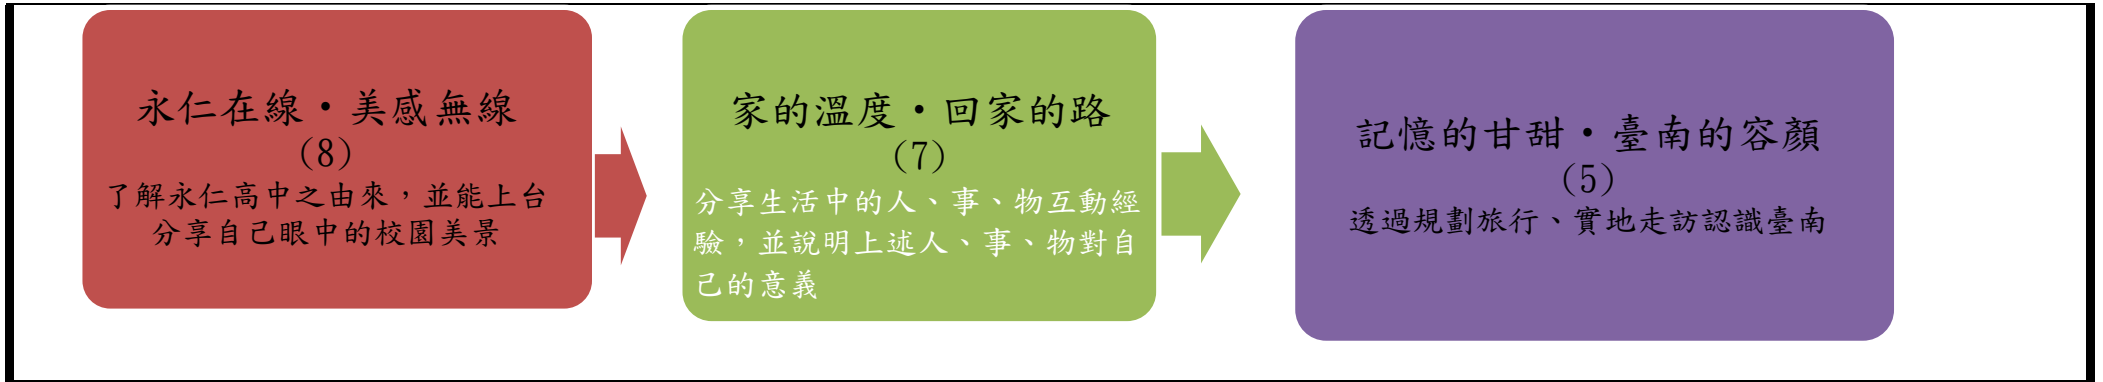 永仁在線•美感無線
(8)
了解永仁高中之由來，並能上台
分享自己眼中的校園美景
家的溫度•回家的路
(7)
分享生活中的人、事、物互動經
驗，並說明上述人、事、物對自
己的意義
記憶的甘甜•臺南的容顏
(5)
透過規劃旅行、實地走訪認識臺南